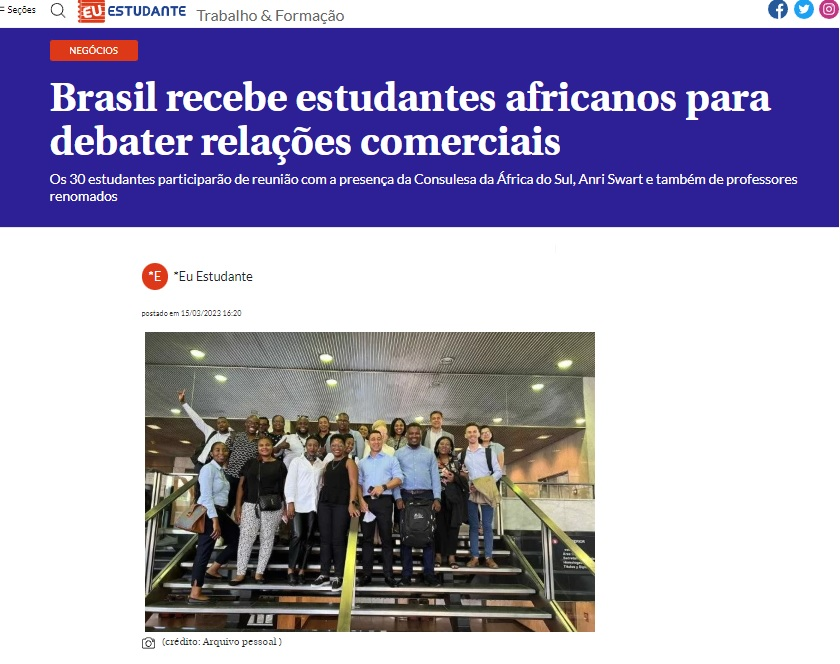 Seções
EU ESTUDANTE Trabalho & Formação
NEGÓCIOS
Brasil recebe estudantes africanos para
debater relações comerciais
Os 30 estudantes participarão de reunião com a presença da Consulesa da África do Sul, Anri Swart e também de professores
renomados
*E *Eu Estudante
postado em 15/03/2023 16:20
(crédito: Arquivo pessoal )